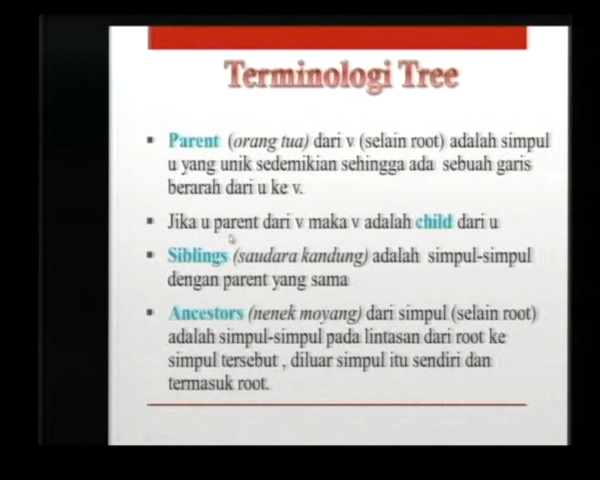 Terminologi Tree
Parent (orang tua) dari v (selain root) adalah simpul
u yang unik sedemikian sehingga ada sebuah garis
berarah dari u ke v.
Jika u parent dari v maka v adalah child dari u
Siblings (saudara kandung) adalah simpul-simpul
dengan parent yang sama
Ancestors (nenek moyang) dari simpul (selain root)
adalah simpul-simpul pada lintasan dari root ke
simpul tersebut , diluar simpul itu sendiri dan
termasuk root.